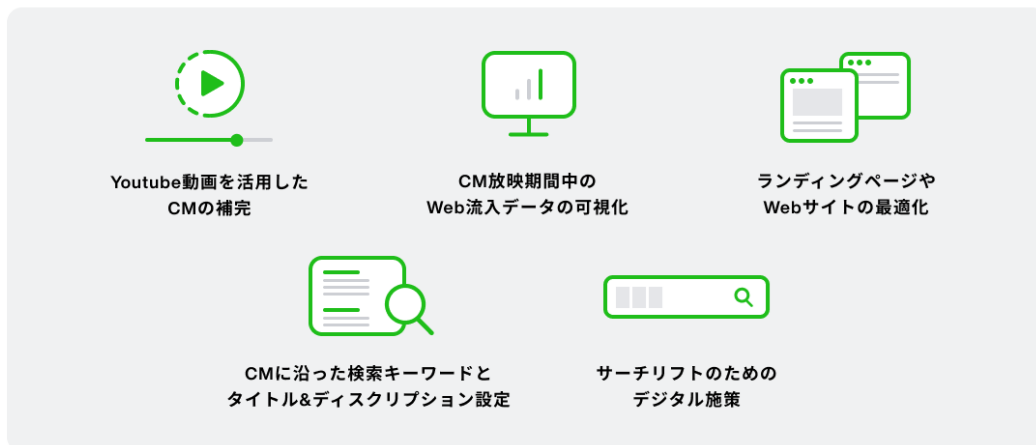 Youtube動画を活用した
CMの補完
CM放映期間中の
Web流入データの可視化
ランディングページや
Webサイトの最適化
CMに沿った検索キーワードと
タイトル&ディスクリプション設定
サーチリフトのための
デジタル施策